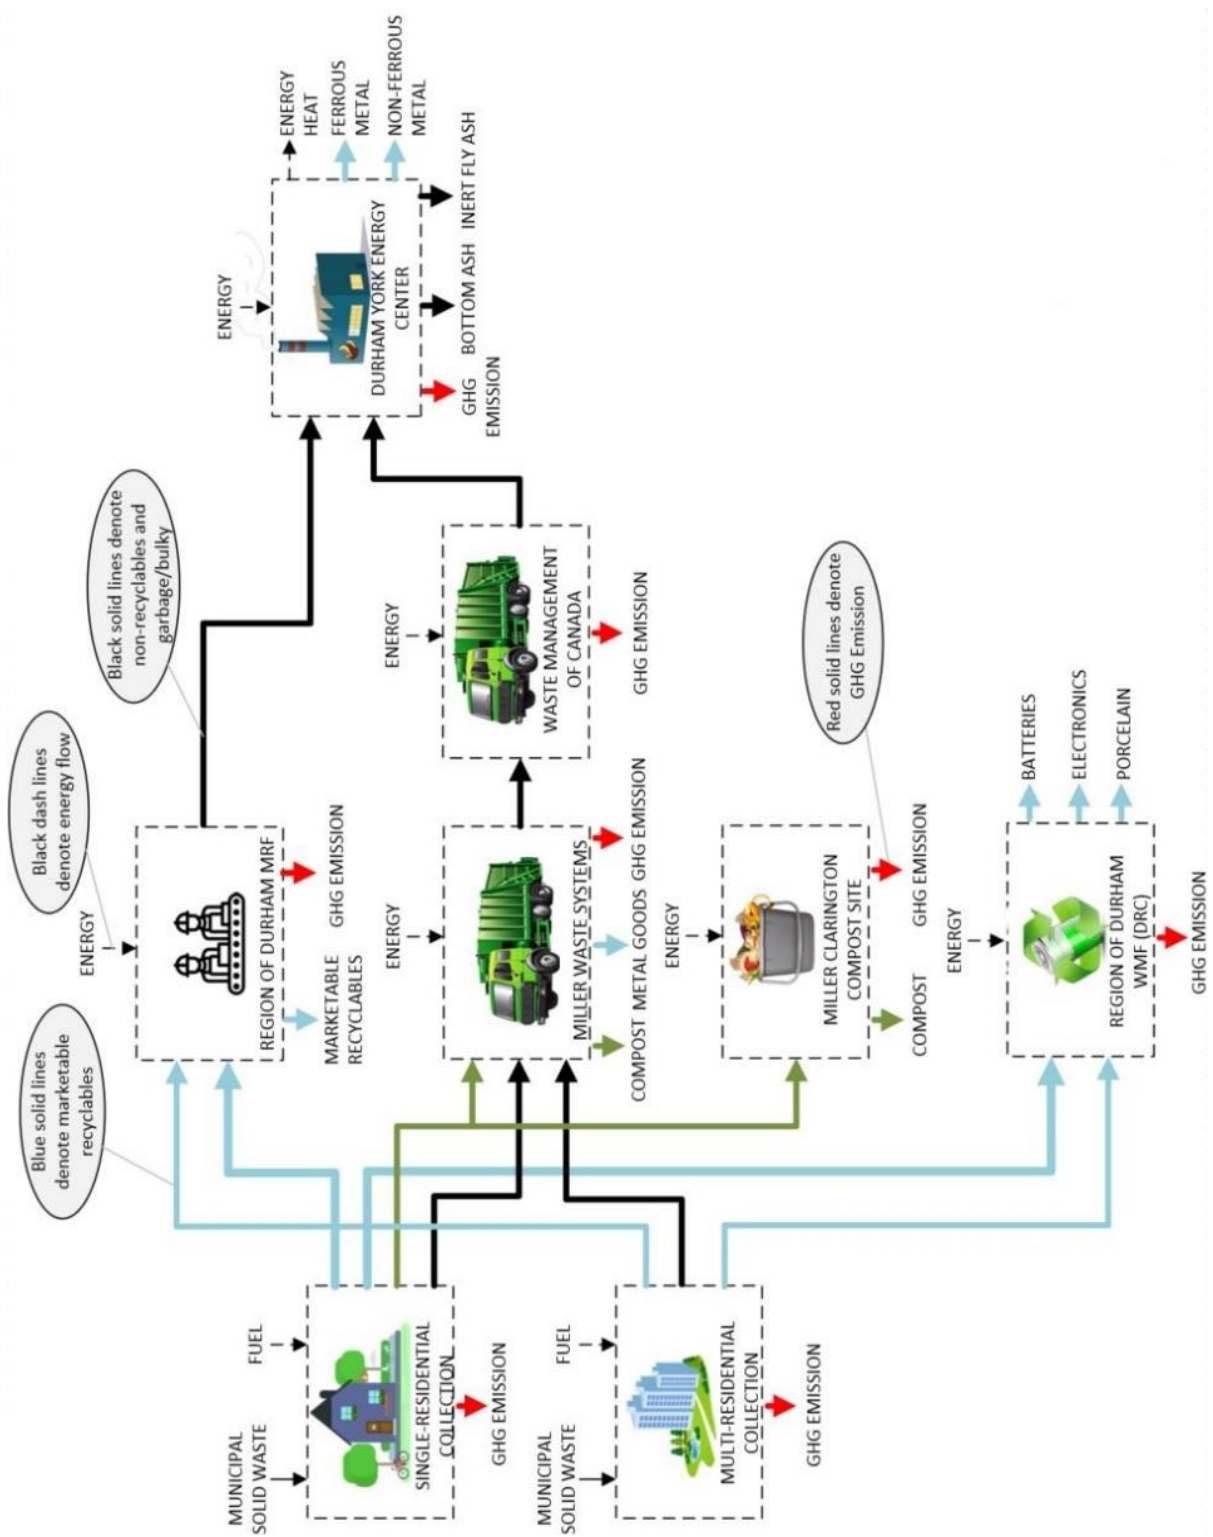 Blue solid lines
denote marketable
recyclables
Black dash lines
denote energy flow
Black solid lines denote
non-recyclables and
garbage/bulky
ENERGY
REGION OF DURHAM MRF
MARKETABLE
RECYCLABLES
GHG EMISSION
ENERGY
DURHAM YORK ENERGY
CENTER
ENERGY
HEAT
FERROUS
METAL
NON-FERROUS
METAL
GHG
EMISSION
BOTTOM ASH
INERT FLY ASH
MUNICIPAL
SOLID WASTE
FUEL
SINGLE-RESIDENTIAL
COLLECTION
GHG EMISSION
ENERGY
MILLER WASTE SYSTEMS
COMPOST
METAL GOODS
GHG EMISSION
ENERGY
WASTE MANAGEMENT
OF CANADA
GHG EMISSION
MUNICIPAL
SOLID WASTE
FUEL
MULTI-RESIDENTIAL
COLLECTION
GHG EMISSION
ENERGY
MILLER CLARINGTON
COMPOST SITE
COMPOST
GHG EMISSION
Red solid lines denote
GHG Emission
ENERGY
REGION OF DURHAM
WMF (DRC)
GHG EMISSION
BATTERIES
ELECTRONICS
PORCELAIN